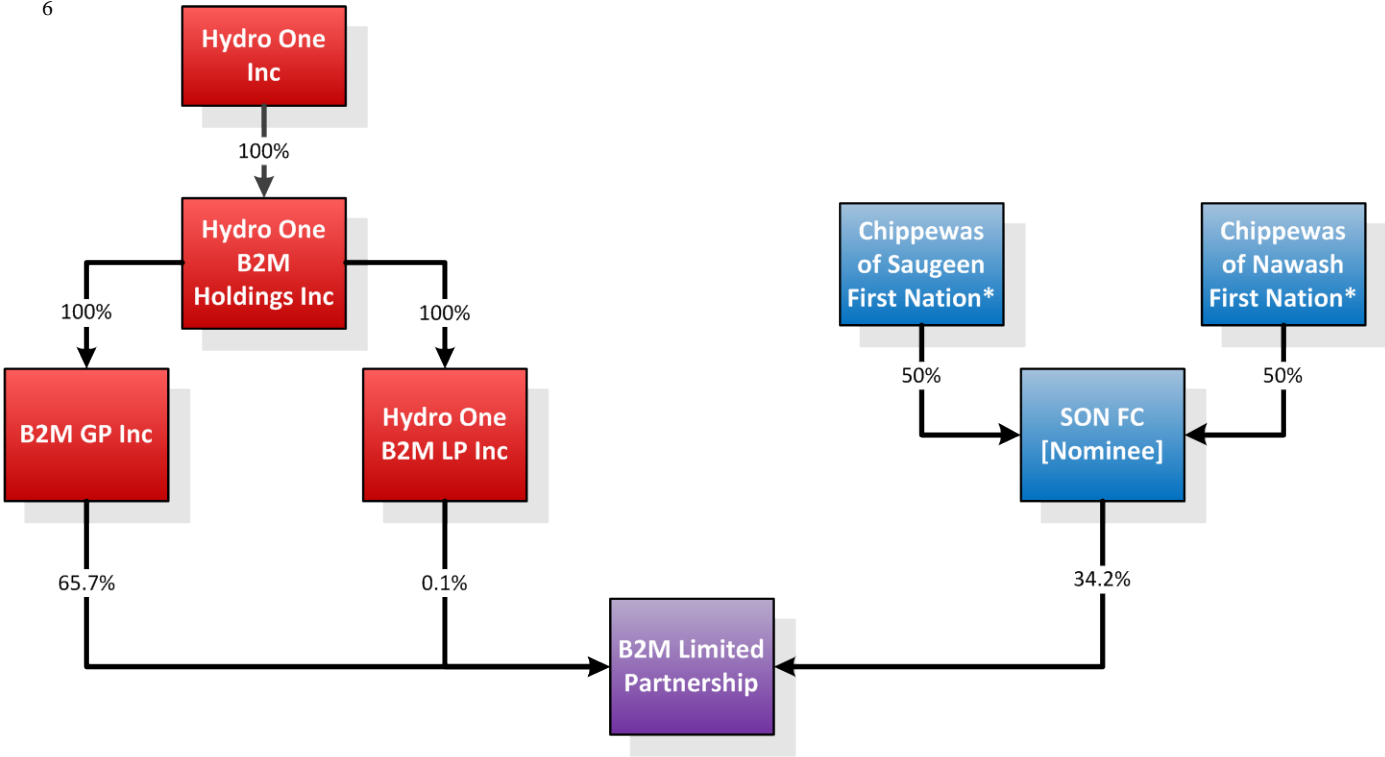 6
Hydro One
Inc
100%
Hydro One
B2M
Holdings Inc
Chippewas
of Saugeen
First Nation*
Chippewas
of Nawash
First Nation*
100%
100%
50%
50%
B2M GP Inc
Hydro One
B2M LP Inc
SON FC
[Nominee]
65.7%
0.1%
34.2%
B2M Limited
Partnership